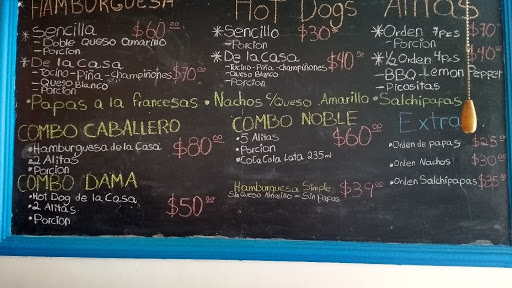 HAMBURGUESA
* Sencilla $60.00
- Doble Queso Amarillo
- Porcion
* De la Casa $70.00
- Tocino-Piña-champiñones
- Queso Blanco
Porcion
Hot Dogs
* Sencillo $30.00
- Porcion
* De la Casa $40.00
- Tocino-Piña-champiñones
- Queso Blanco
- Porcion
Alitas
* Orden 7pzs $70
- Porcion
* 1/2 Orden 4pzs $40.00
- BBQ - Lemon Pepper
- Picositas
• Papas a la francesas • Nachos c/Queso Amarillo • Salchipapas
COMBO CABALLERO
• Hamburguesa de la Casa $80.00
• 2 Alitas
• Porcion
COMBO DAMA
• Hot Dog de la Casa
• 2 Alitas $50.00
• Porcion
COMBO NOBLE
• 5 Alitas $60.00
• Porcion
• Coca Cola Lata 235ml
Hamburguesa Simple $39.00
Sin queso - Sin papas
Extra
• Orden de papas $25
• Orden Nachos! $30.00
• Orden Salchipapas $35